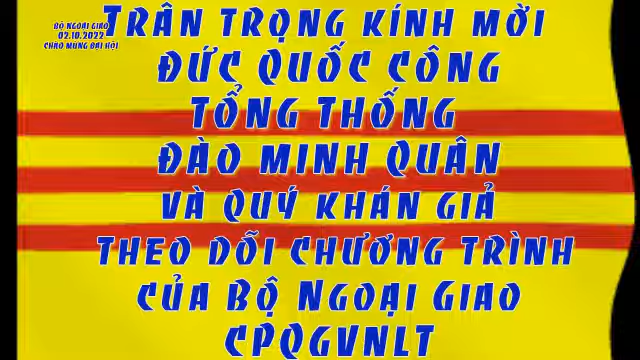 BỘ NGOẠI GIAO
02.10.2022
CHÀO MỪNG ĐẠI HỘI
TRÂN TRỌNG KÍNH MỜI
ĐỨC QUỐC CÔNG
TỔNG THỐNG
ĐÀO MINH QUÂN
VÀ QUÝ KHÁN GIẢ
THEO DÕI CHƯƠNG TRÌNH
CỦA BỘ NGOẠI GIAO
CPQGVNLT